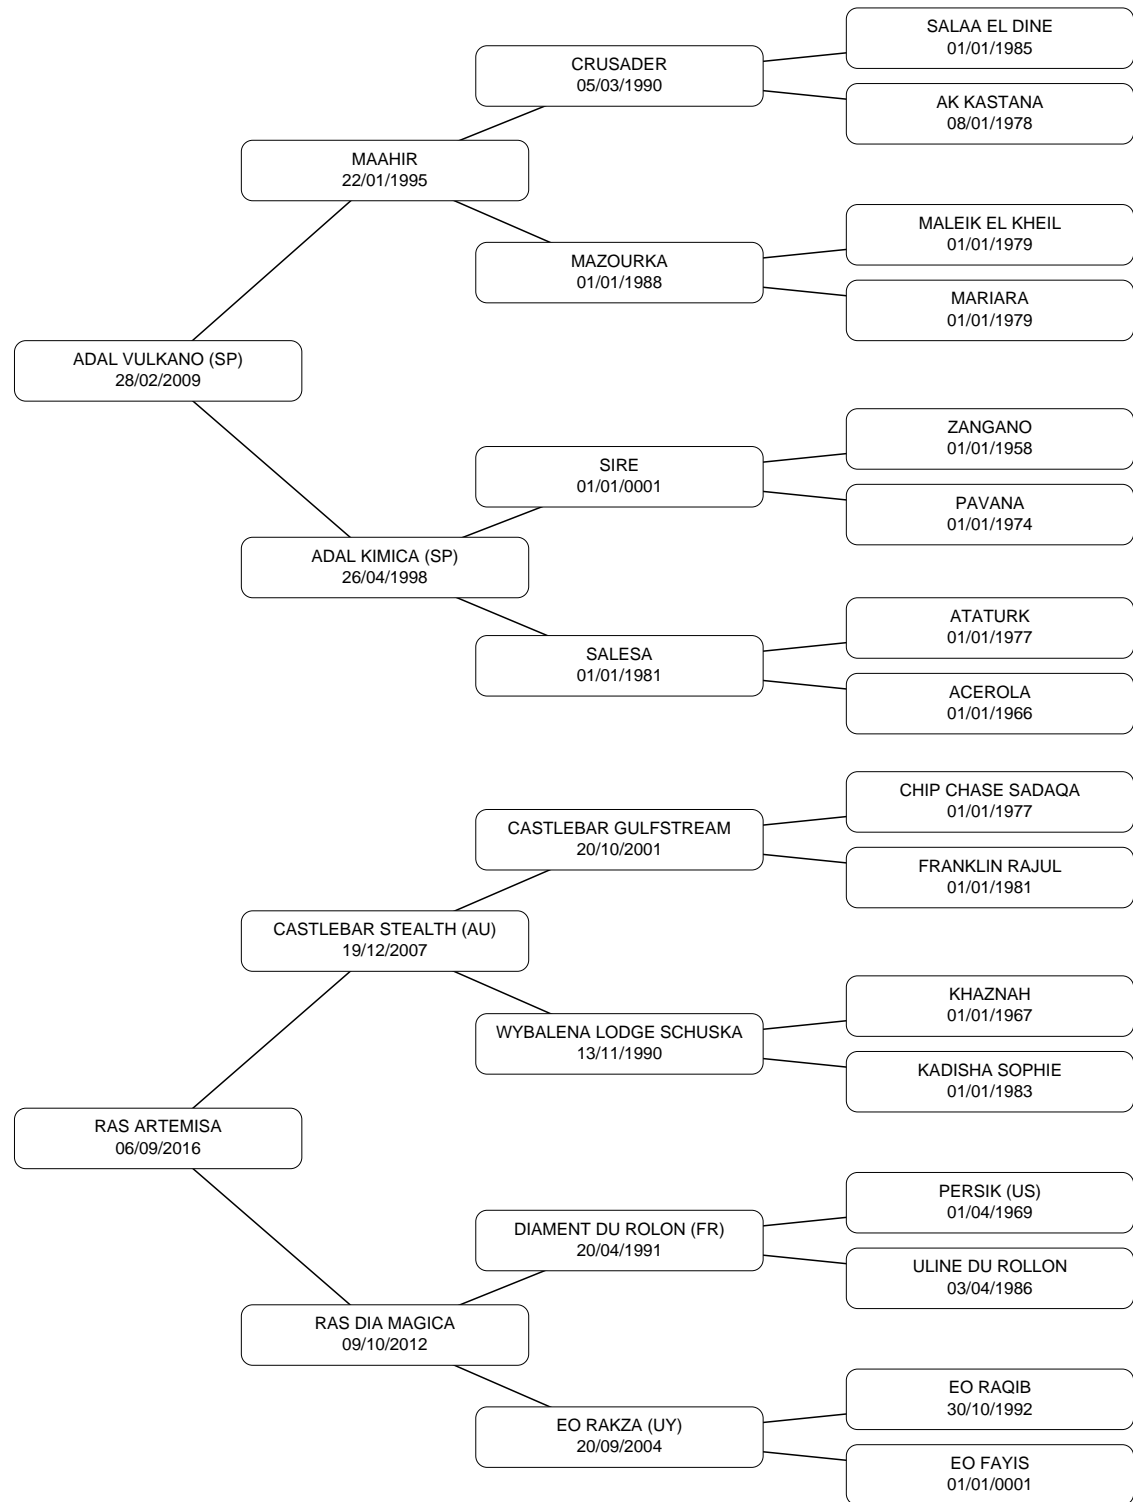 SALAA EL DINE
01/01/1985
CRUSADER
05/03/1990
AK KASTANA
08/01/1978
MAAHIR
22/01/1995
MALEIK EL KHEIL
01/01/1979
MAZOURKA
01/01/1988
MARIARA
01/01/1979
ADAL VULKANO (SP)
28/02/2009
ZANGANO
01/01/1958
SIRE
01/01/0001
PAVANA
01/01/1974
ADAL KIMICA (SP)
26/04/1998
ATATURK
01/01/1977
SALESA
01/01/1981
ACEROLA
01/01/1966
CHIP CHASE SADAQA
01/01/1977
CASTLEBAR GULFSTREAM
20/10/2001
FRANKLIN RAJUL
01/01/1981
CASTLEBAR STEALTH (AU)
19/12/2007
KHAZNAH
01/01/1967
WYBALENA LODGE SCHUSKA
13/11/1990
KADISHA SOPHIE
01/01/1983
RAS ARTEMISA
06/09/2016
PERSIK (US)
01/04/1969
DIAMENT DU ROLON (FR)
20/04/1991
ULINE DU ROLLON
03/04/1986
RAS DIA MAGICA
09/10/2012
EO RAQIB
30/10/1992
EO RAKZA (UY)
20/09/2004
EO FAYIS
01/01/0001